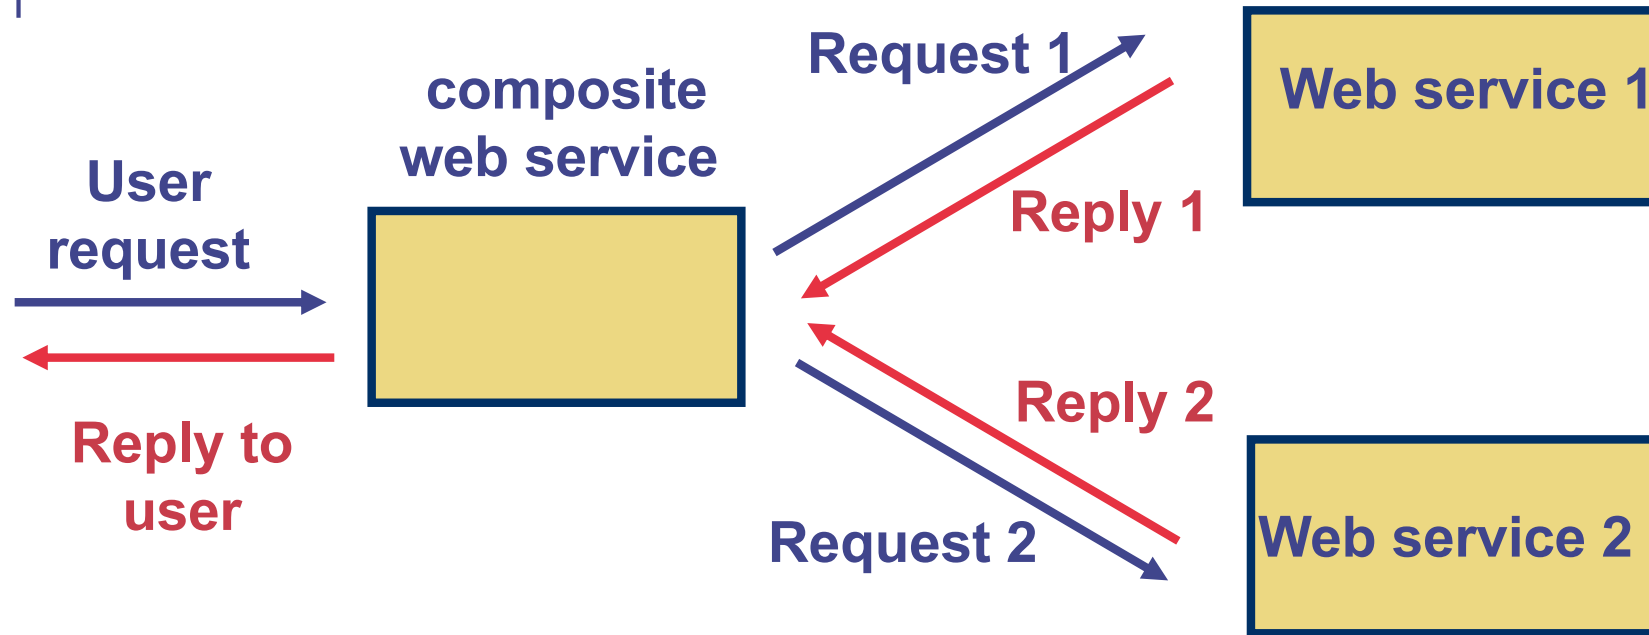 Request 1
composite
web service
Web service 1
User
request
Reply 1
Reply 2
Reply to
user
Request 2
Web service 2